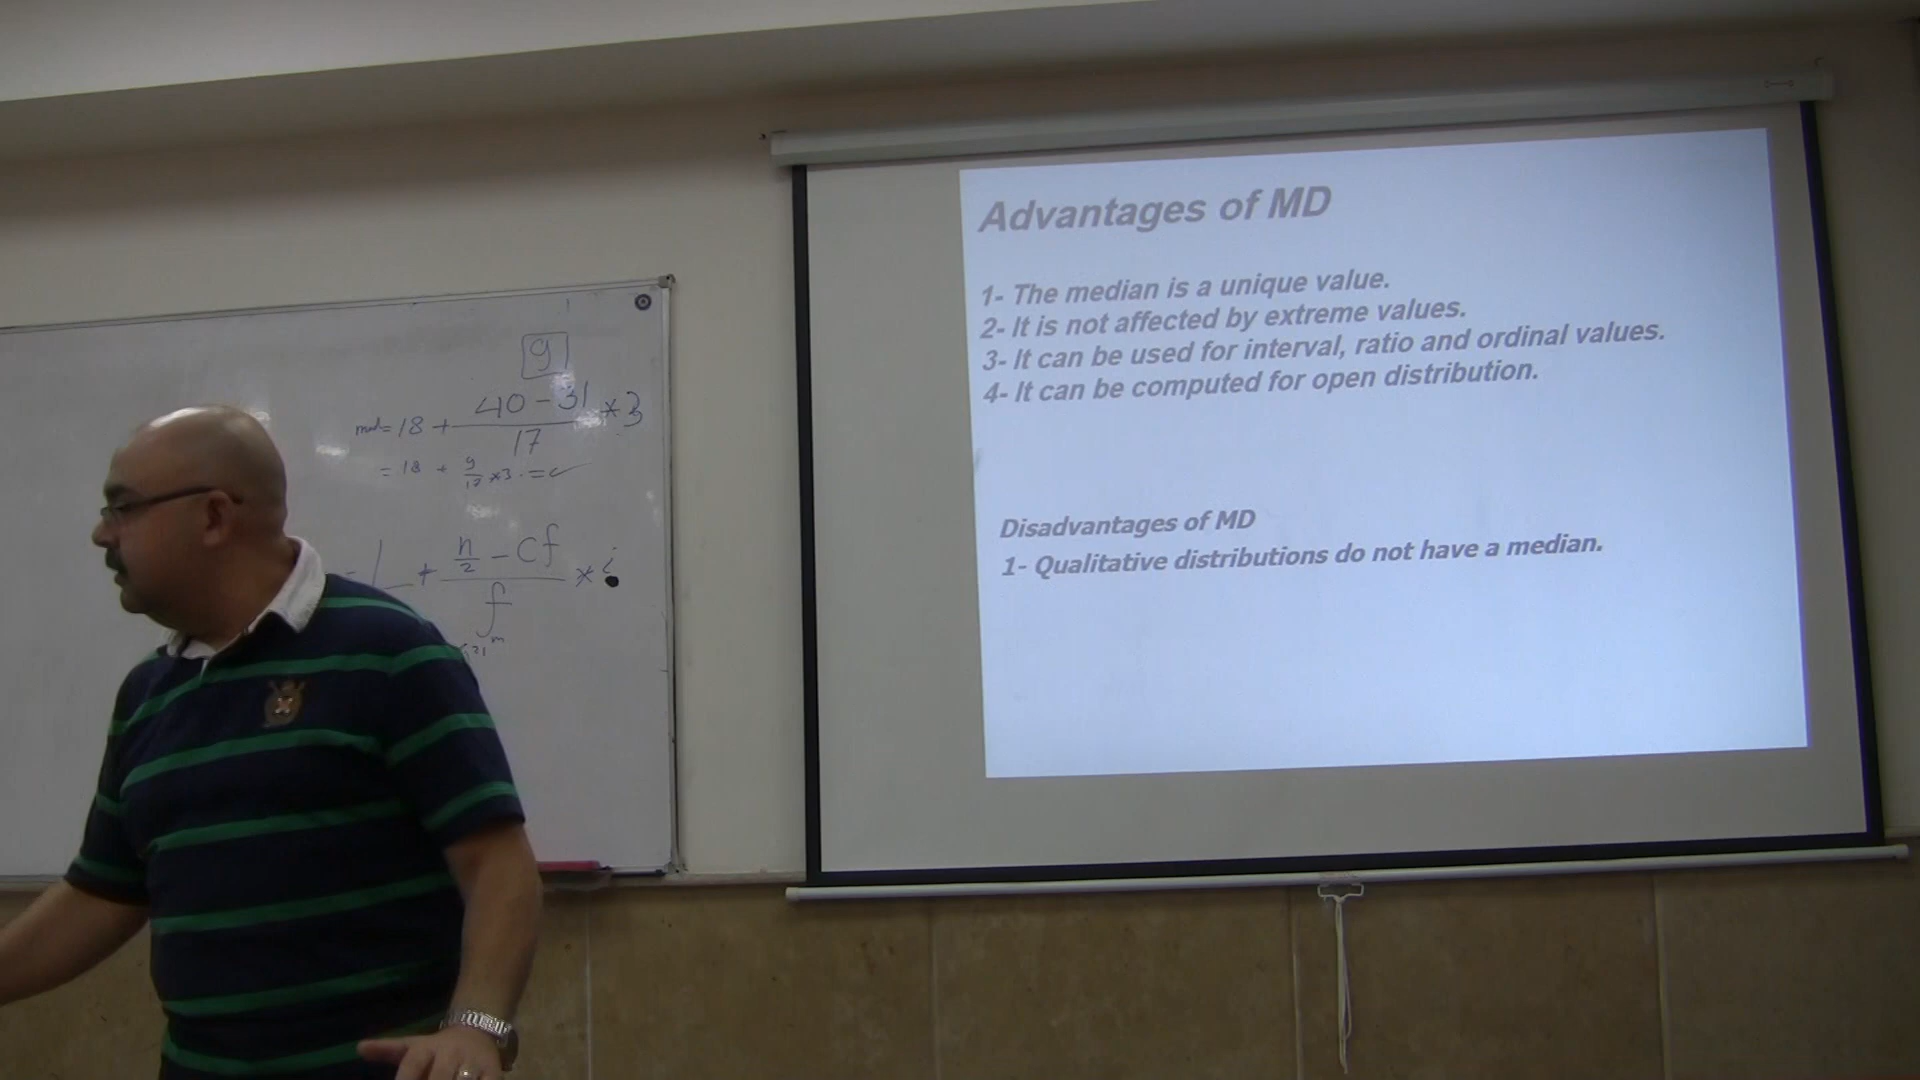 91
med = 18 + 40 - 31 / 17 * 3
= 18 + 9/17 * 3 =
= L + n/2 - cf / f * i
m
Advantages of MD
1- The median is a unique value.
2- It is not affected by extreme values.
3- It can be used for interval, ratio and ordinal values.
4- It can be computed for open distribution.
Disadvantages of MD
1- Qualitative distributions do not have a median.